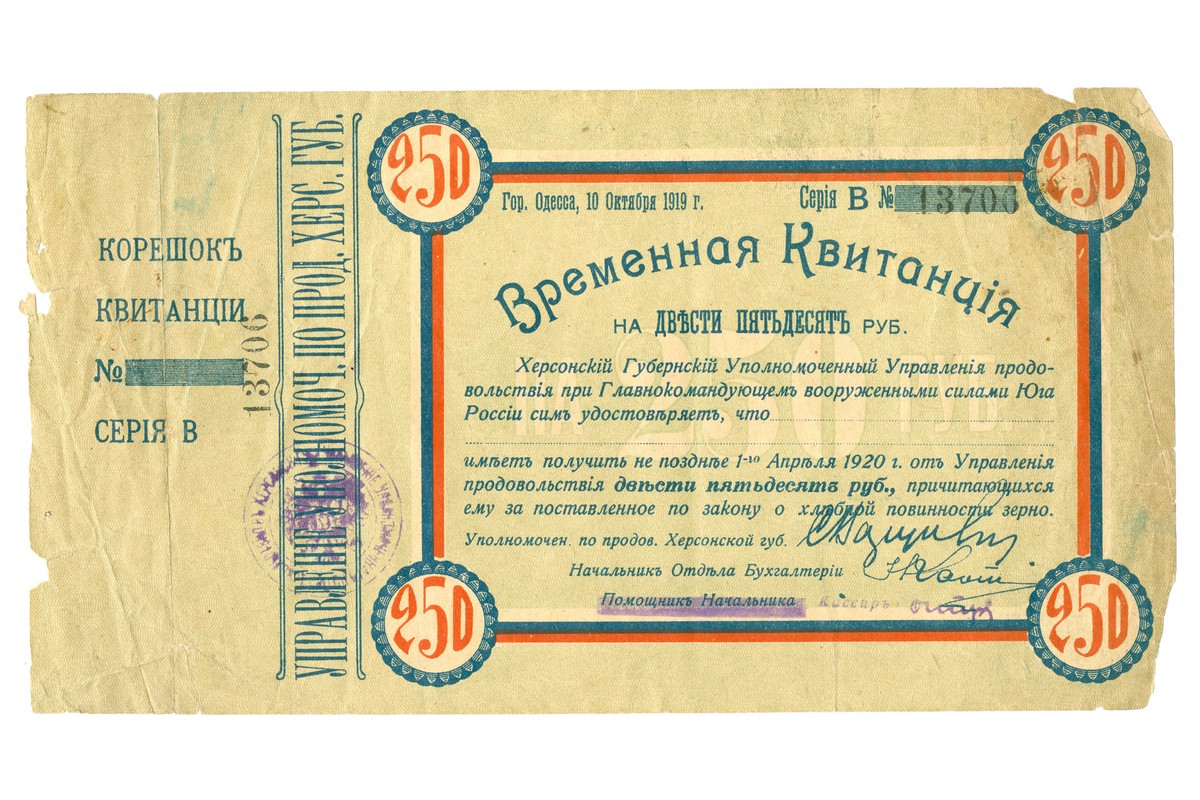 КОРЕШОКЪ
КВИТАНЦІИ
№ 13706
СЕРІЯ В
УПРАВЛЕНІЕ УПОЛНОМОЧ. ПО ПРОД. ХЕРС. ГУБ.
250
250
Гор. Одесса, 10 Октября 1919 г.
Серія В № 13706
Временная Квитанція
НА ДВѢСТИ ПЯТЬДЕСЯТЪ РУБ.
250 РУБ.
Херсонскій Губернскій Уполномоченный Управленія продо-
вольствія при Главнокомандующемъ вооруженными силами Юга
Россіи симъ удостовѣряетъ, что
имѣетъ получить не позднѣе 1-го Апрѣля 1920 г. отъ Управленія
продовольствія двѣсти пятьдесятъ руб., причитающихся
ему за поставленное по закону о хлѣбной повинности зерно.
Уполномочен. по продов. Херсонской губ.
Начальникъ Отдѣла Бухгалтеріи
Помощникъ Начальника Кассиръ
250
250